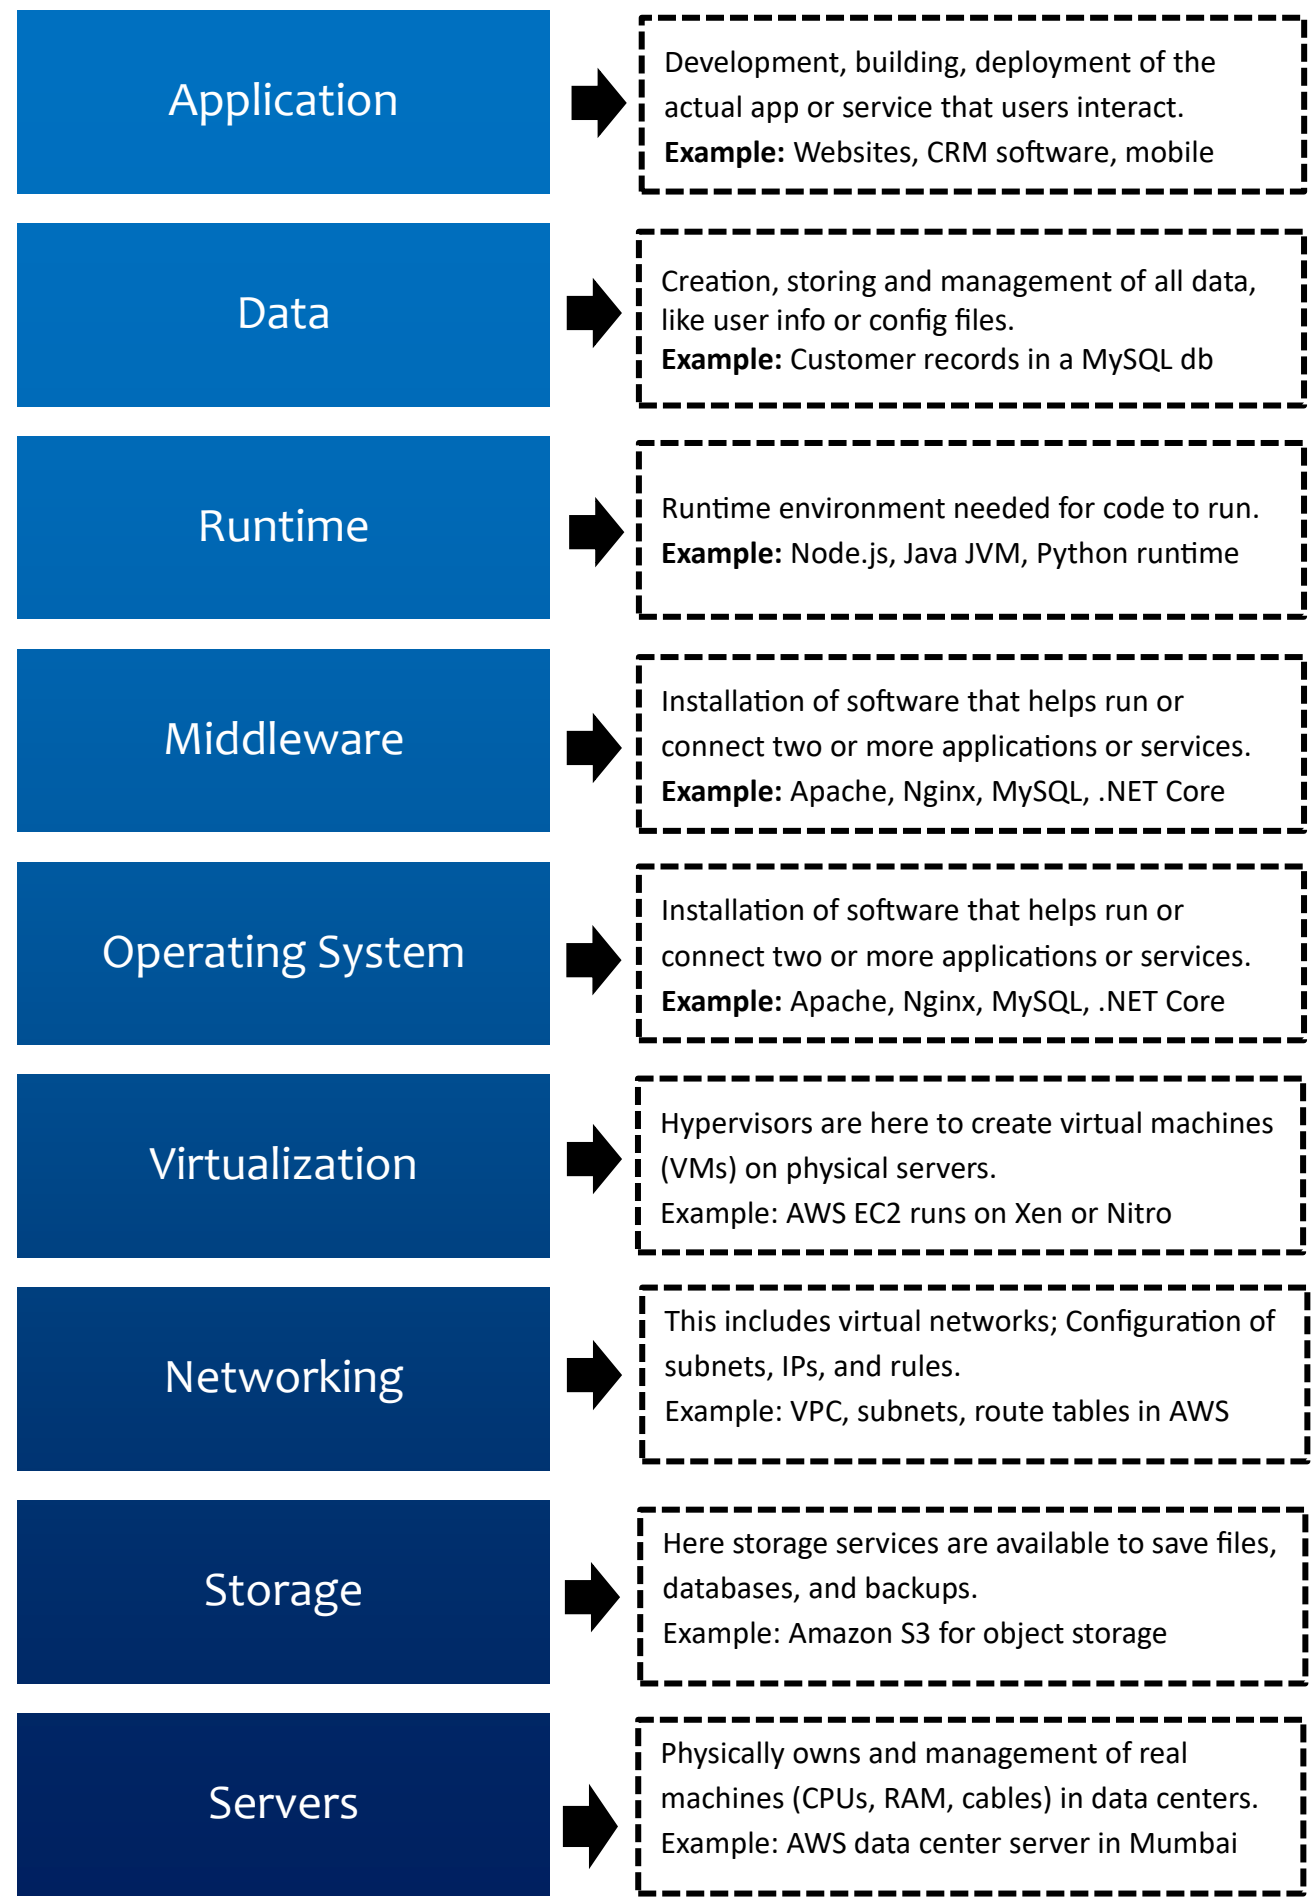 Application
Development, building, deployment of the
actual app or service that users interact.
Example: Websites, CRM software, mobile
Data
Creation, storing and management of all data,
like user info or config files.
Example: Customer records in a MySQL db
Runtime
Runtime environment needed for code to run.
Example: Node.js, Java JVM, Python runtime
Middleware
Installation of software that helps run or
connect two or more applications or services.
Example: Apache, Nginx, MySQL, .NET Core
Operating System
Installation of software that helps run or
connect two or more applications or services.
Example: Apache, Nginx, MySQL, .NET Core
Virtualization
Hypervisors are here to create virtual machines
(VMs) on physical servers.
Example: AWS EC2 runs on Xen or Nitro
Networking
This includes virtual networks; Configuration of
subnets, IPs, and rules.
Example: VPC, subnets, route tables in AWS
Storage
Here storage services are available to save files,
databases, and backups.
Example: Amazon S3 for object storage
Servers
Physically owns and management of real
machines (CPUs, RAM, cables) in data centers.
Example: AWS data center server in Mumbai